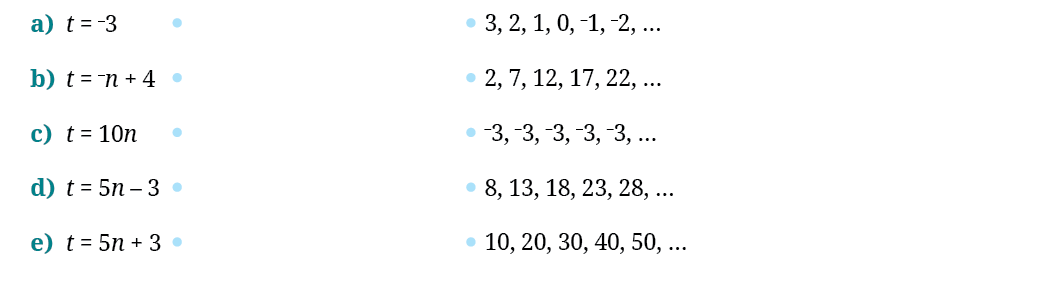 a) t = ⁻3 3, 2, 1, 0, ⁻1, ⁻2, …
b) t = ⁻n + 4 2, 7, 12, 17, 22, …
c) t = 10n ⁻3, ⁻3, ⁻3, ⁻3, ⁻3, …
d) t = 5n – 3 8, 13, 18, 23, 28, …
e) t = 5n + 3 10, 20, 30, 40, 50, …